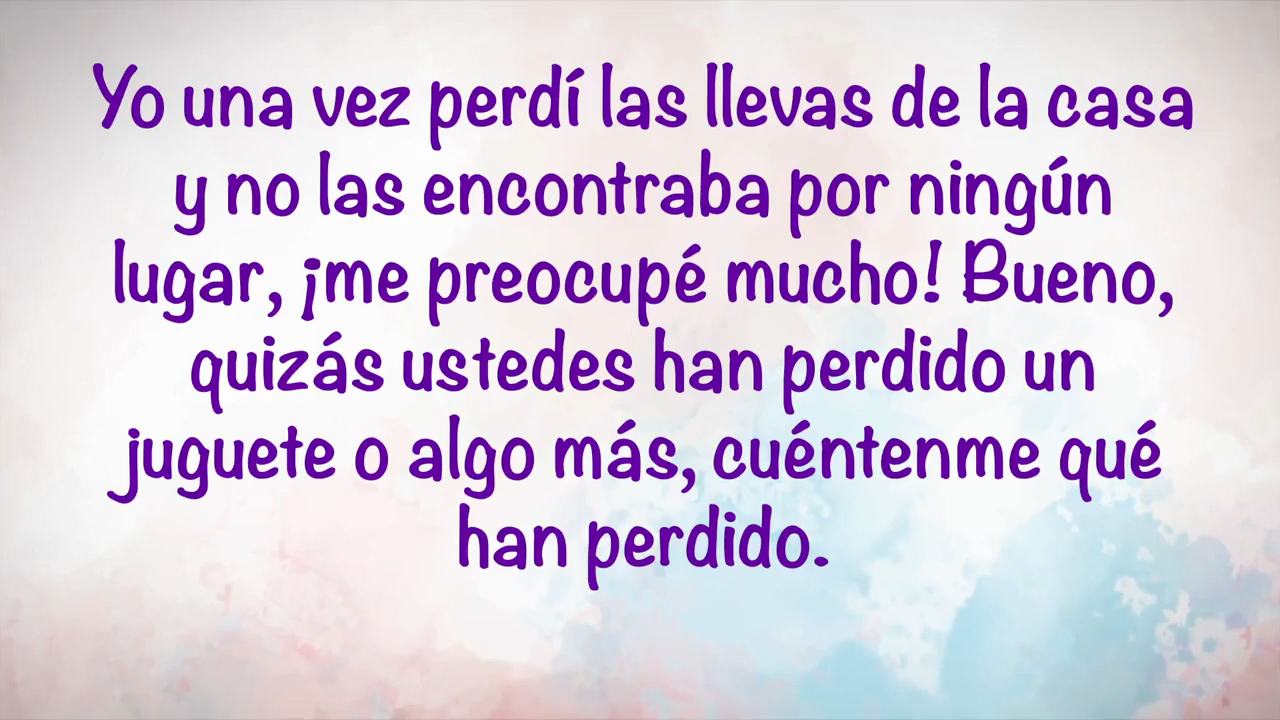 Yo una vez perdí las llevas de la casa
y no las encontraba por ningún
lugar, ¡me preocupé mucho! Bueno,
quizás ustedes han perdido un
juguete o algo más, cuéntenme qué
han perdido.